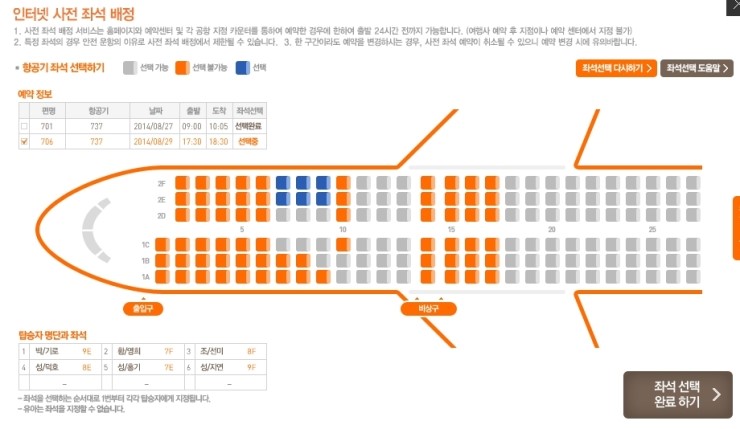 인터넷 사전 좌석 배정
1. 사전 좌석 배정 서비스는 홈페이지와 예약센터 및 각 공항 지점 카운터를 통하여 예약한 경우에 한하여 출발 24시간 전까지 가능합니다. (여행사 예약 후 지점이나 예약 센터에서 지정 불가)
2. 특정 좌석의 경우 안전 운항의 이유로 사전 좌석 배정에서 제한될 수 있습니다. 3. 한 구간이라도 예약을 변경하시는 경우, 사전 좌석 예약이 취소될 수 있으니 예약 변경 시에 유의바랍니다.
• 항공기 좌석 선택하기 선택 가능 선택 불가능 선택 좌석선택 다시하기 > 좌석선택 도움말 >
예약 정보
편명 항공기 날짜 출발 도착 좌석선택
701 737 2014/08/27 09:00 10:05 선택완료
706 737 2014/08/29 17:30 18:30 선택중
2F
2E
2D
5 10 15 20 25
1C
1B
1A
출입구 비상구
탑승자 명단과 좌석
1 박/기로 9E 2 황/명희 7F 3 조/선미 8F
4 섬/덕호 8E 5 섬/홍기 7E 6 섬/지연 9F
– – –
– 좌석을 선택하는 순서대로 1번부터 각각 탑승자에게 지정됩니다.
– 유아는 좌석을 지정할 수 없습니다.
좌석 선택
완료 하기 >